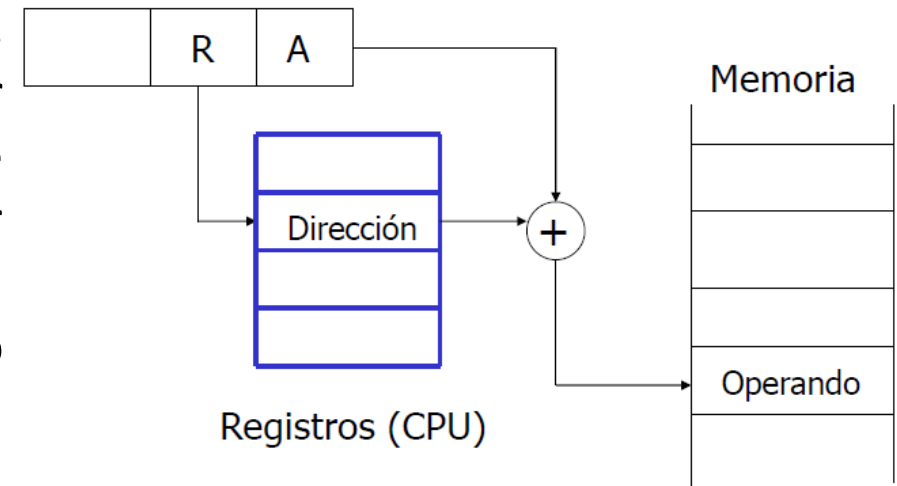 R A
Memoria
Dirección
+
Operando
Registros (CPU)